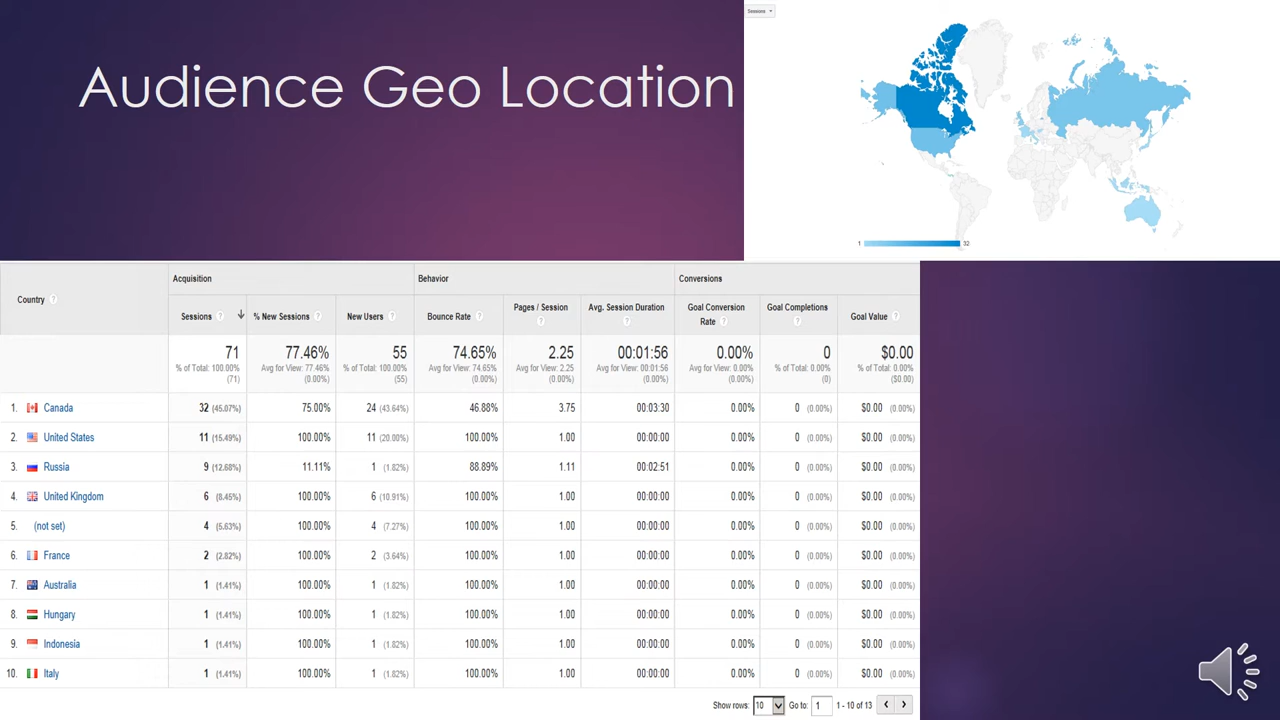 Audience Geo Location
Sessions
1 32
Country
Acquisition
Behavior
Conversions
Sessions
% New Sessions
New Users
Bounce Rate
Pages / Session
Avg. Session Duration
Goal Conversion
Rate
Goal Completions
Goal Value
71 77.46% 55 74.65% 2.25 00:01:56 0.00% 0 $0.00
% of Total: 100.00% Avg for View: 77.46% % of Total: 100.00% Avg for View: 74.65% Avg for View: 2.25 Avg for View: 00:01:56 Avg for View: 0.00% % of Total: 0.00% % of Total: 0.00%
(71) (0.00%) (55) (0.00%) (0.00%) (0.00%) (0.00%) (0) ($0.00)
1. Canada 32 (45.07%) 75.00% 24 (43.64%) 46.88% 3.75 00:03:30 0.00% 0 (0.00%) $0.00 (0.00%)
2. United States 11 (15.49%) 100.00% 11 (20.00%) 100.00% 1.00 00:00:00 0.00% 0 (0.00%) $0.00 (0.00%)
3. Russia 9 (12.68%) 11.11% 1 (1.82%) 88.89% 1.11 00:02:51 0.00% 0 (0.00%) $0.00 (0.00%)
4. United Kingdom 6 (8.45%) 100.00% 6 (10.91%) 100.00% 1.00 00:00:00 0.00% 0 (0.00%) $0.00 (0.00%)
5. (not set) 4 (5.63%) 100.00% 4 (7.27%) 100.00% 1.00 00:00:00 0.00% 0 (0.00%) $0.00 (0.00%)
6. France 2 (2.82%) 100.00% 2 (3.64%) 100.00% 1.00 00:00:00 0.00% 0 (0.00%) $0.00 (0.00%)
7. Australia 1 (1.41%) 100.00% 1 (1.82%) 100.00% 1.00 00:00:00 0.00% 0 (0.00%) $0.00 (0.00%)
8. Hungary 1 (1.41%) 100.00% 1 (1.82%) 100.00% 1.00 00:00:00 0.00% 0 (0.00%) $0.00 (0.00%)
9. Indonesia 1 (1.41%) 100.00% 1 (1.82%) 100.00% 1.00 00:00:00 0.00% 0 (0.00%) $0.00 (0.00%)
10. Italy 1 (1.41%) 100.00% 1 (1.82%) 100.00% 1.00 00:00:00 0.00% 0 (0.00%) $0.00 (0.00%)
Show rows: 10 Go to: 1 1 - 10 of 13